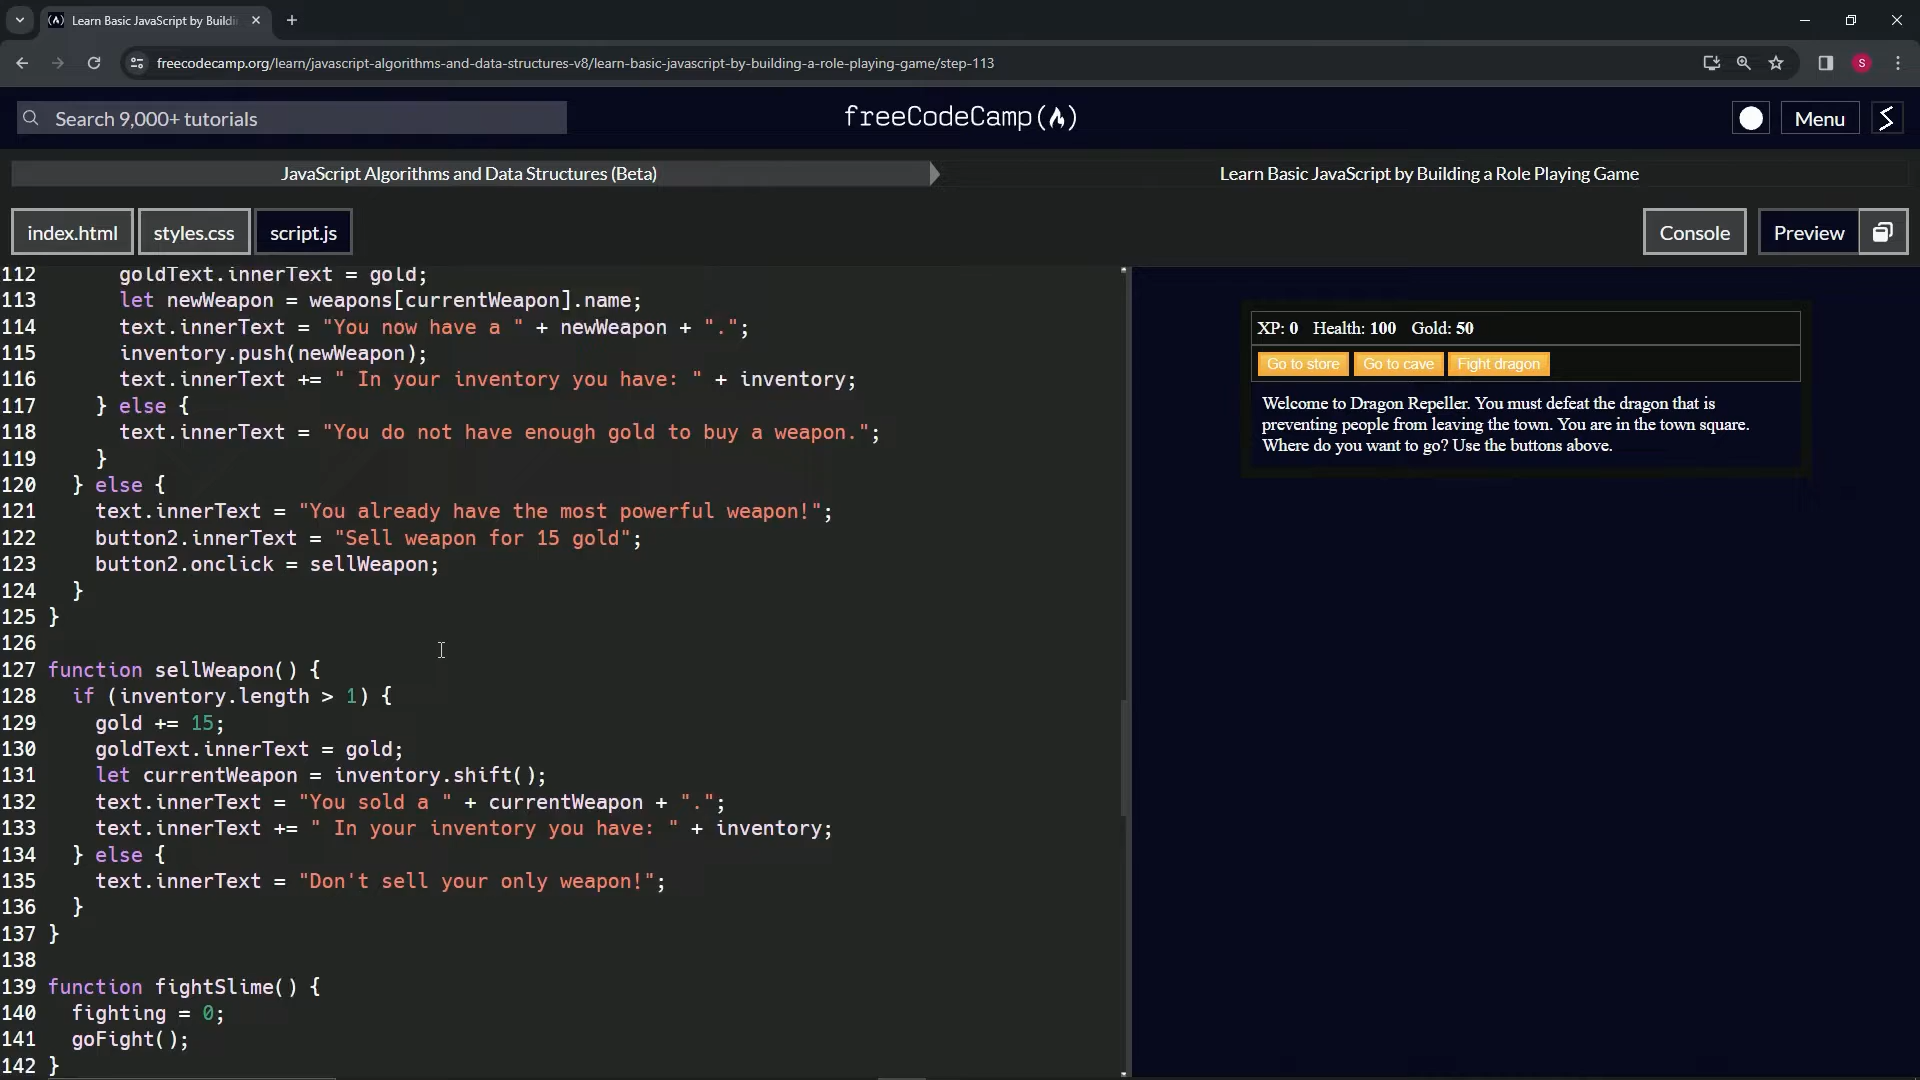 Learn Basic JavaScript by Buildi
freecodecamp.org/learn/javascript-algorithms-and-data-structures-v8/learn-basic-javascript-by-building-a-role-playing-game/step-113
S
Search 9,000+ tutorials
freeCodeCamp
Menu
JavaScript Algorithms and Data Structures (Beta)
Learn Basic JavaScript by Building a Role Playing Game
index.html
styles.css
script.js
Console
Preview
112 goldText.innerText = gold;
113 let newWeapon = weapons[currentWeapon].name;
114 text.innerText = "You now have a " + newWeapon + ".";
115 inventory.push(newWeapon);
116 text.innerText += " In your inventory you have: " + inventory;
117 } else {
118 text.innerText = "You do not have enough gold to buy a weapon.";
119 }
120 } else {
121 text.innerText = "You already have the most powerful weapon!";
122 button2.innerText = "Sell weapon for 15 gold";
123 button2.onclick = sellWeapon;
124 }
125 }
126
127 function sellWeapon() {
128 if (inventory.length > 1) {
129 gold += 15;
130 goldText.innerText = gold;
131 let currentWeapon = inventory.shift();
132 text.innerText = "You sold a " + currentWeapon + ".";
133 text.innerText += " In your inventory you have: " + inventory;
134 } else {
135 text.innerText = "Don't sell your only weapon!";
136 }
137 }
138
139 function fightSlime() {
140 fighting = 0;
141 goFight();
142 }
XP: 0 Health: 100 Gold: 50
Go to store
Go to cave
Fight dragon
Welcome to Dragon Repeller. You must defeat the dragon that is
preventing people from leaving the town. You are in the town square.
Where do you want to go? Use the buttons above.